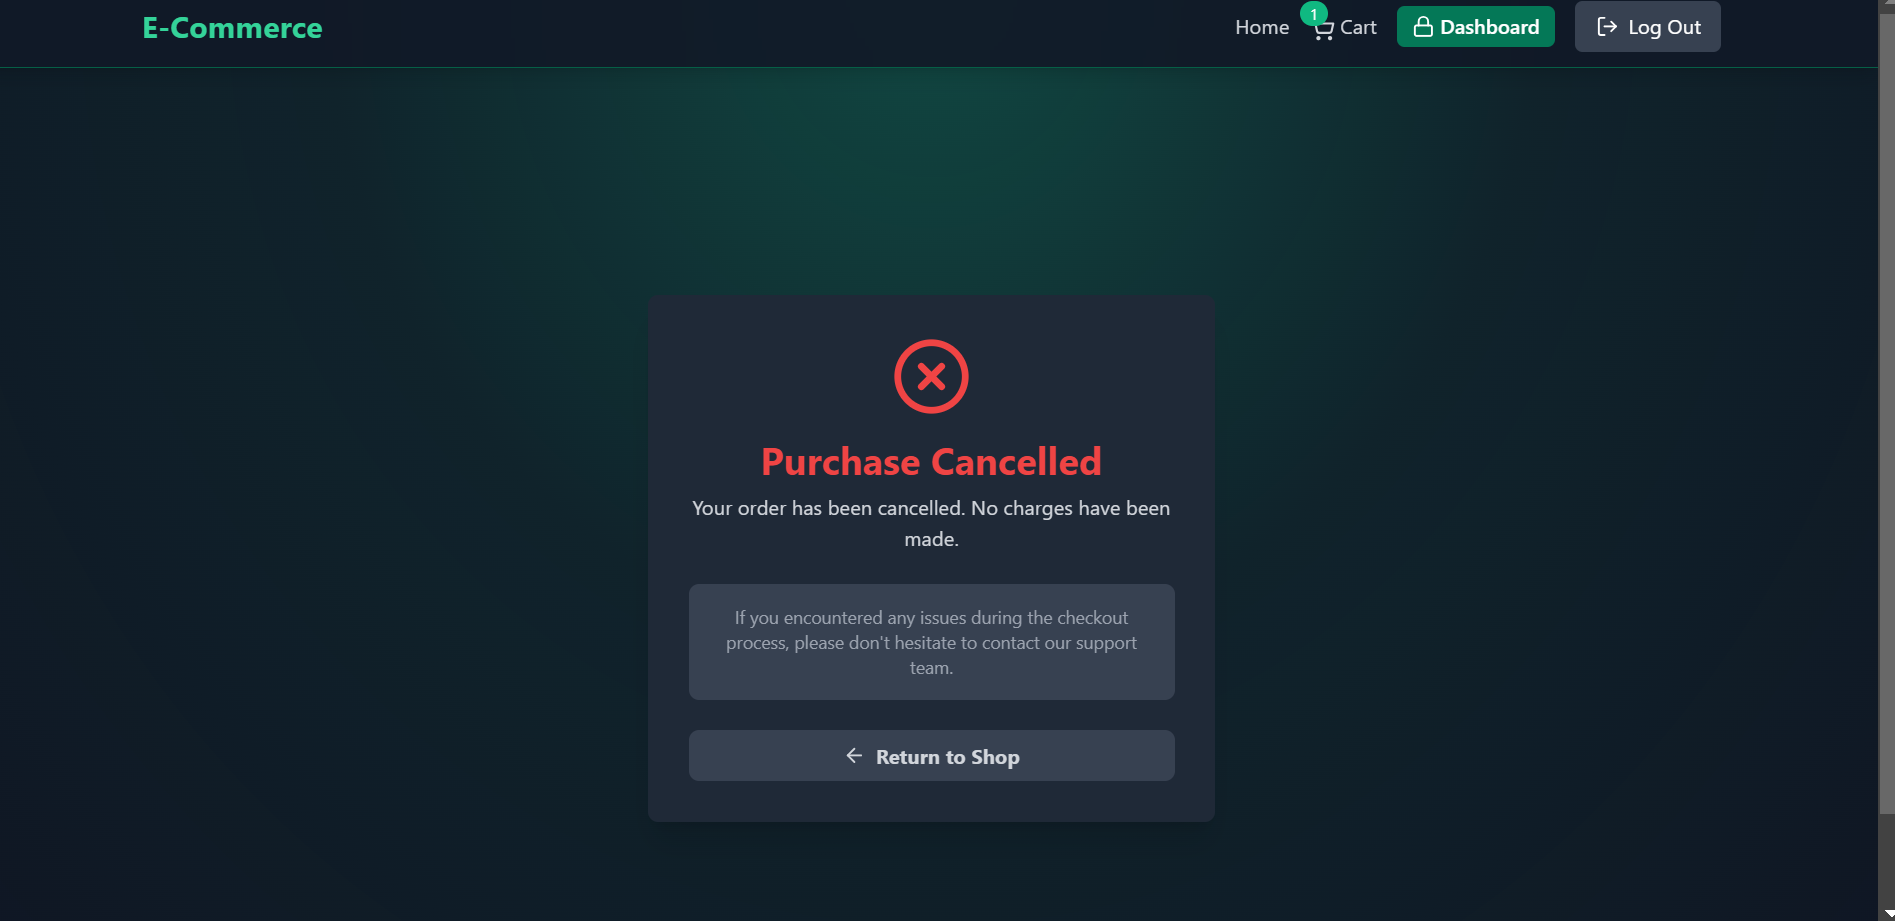 E-Commerce
Home
1
Cart
Dashboard
Log Out
Purchase Cancelled
Your order has been cancelled. No charges have been
made.
If you encountered any issues during the checkout
process, please don't hesitate to contact our support
team.
Return to Shop